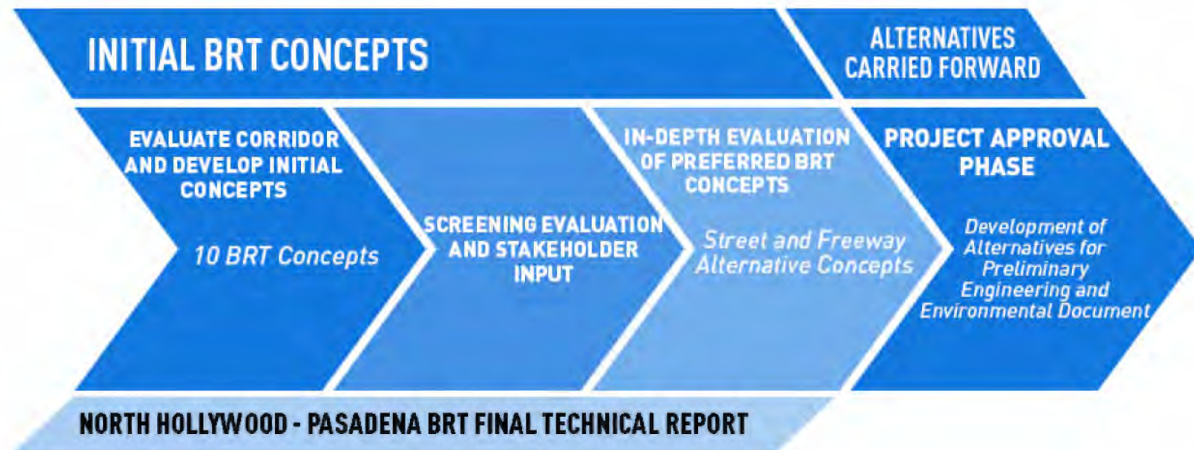 INITIAL BRT CONCEPTS
ALTERNATIVES
CARRIED FORWARD
EVALUATE CORRIDOR
AND DEVELOP INITIAL
CONCEPTS
10 BRT Concepts
SCREENING EVALUATION
AND STAKEHOLDER
INPUT
IN-DEPTH EVALUATION
OF PREFERRED BRT
CONCEPTS
Street and Freeway
Alternative Concepts
PROJECT APPROVAL
PHASE
Development of
Alternatives for
Preliminary
Engineering and
Environmental Document
NORTH HOLLYWOOD - PASADENA BRT FINAL TECHNICAL REPORT